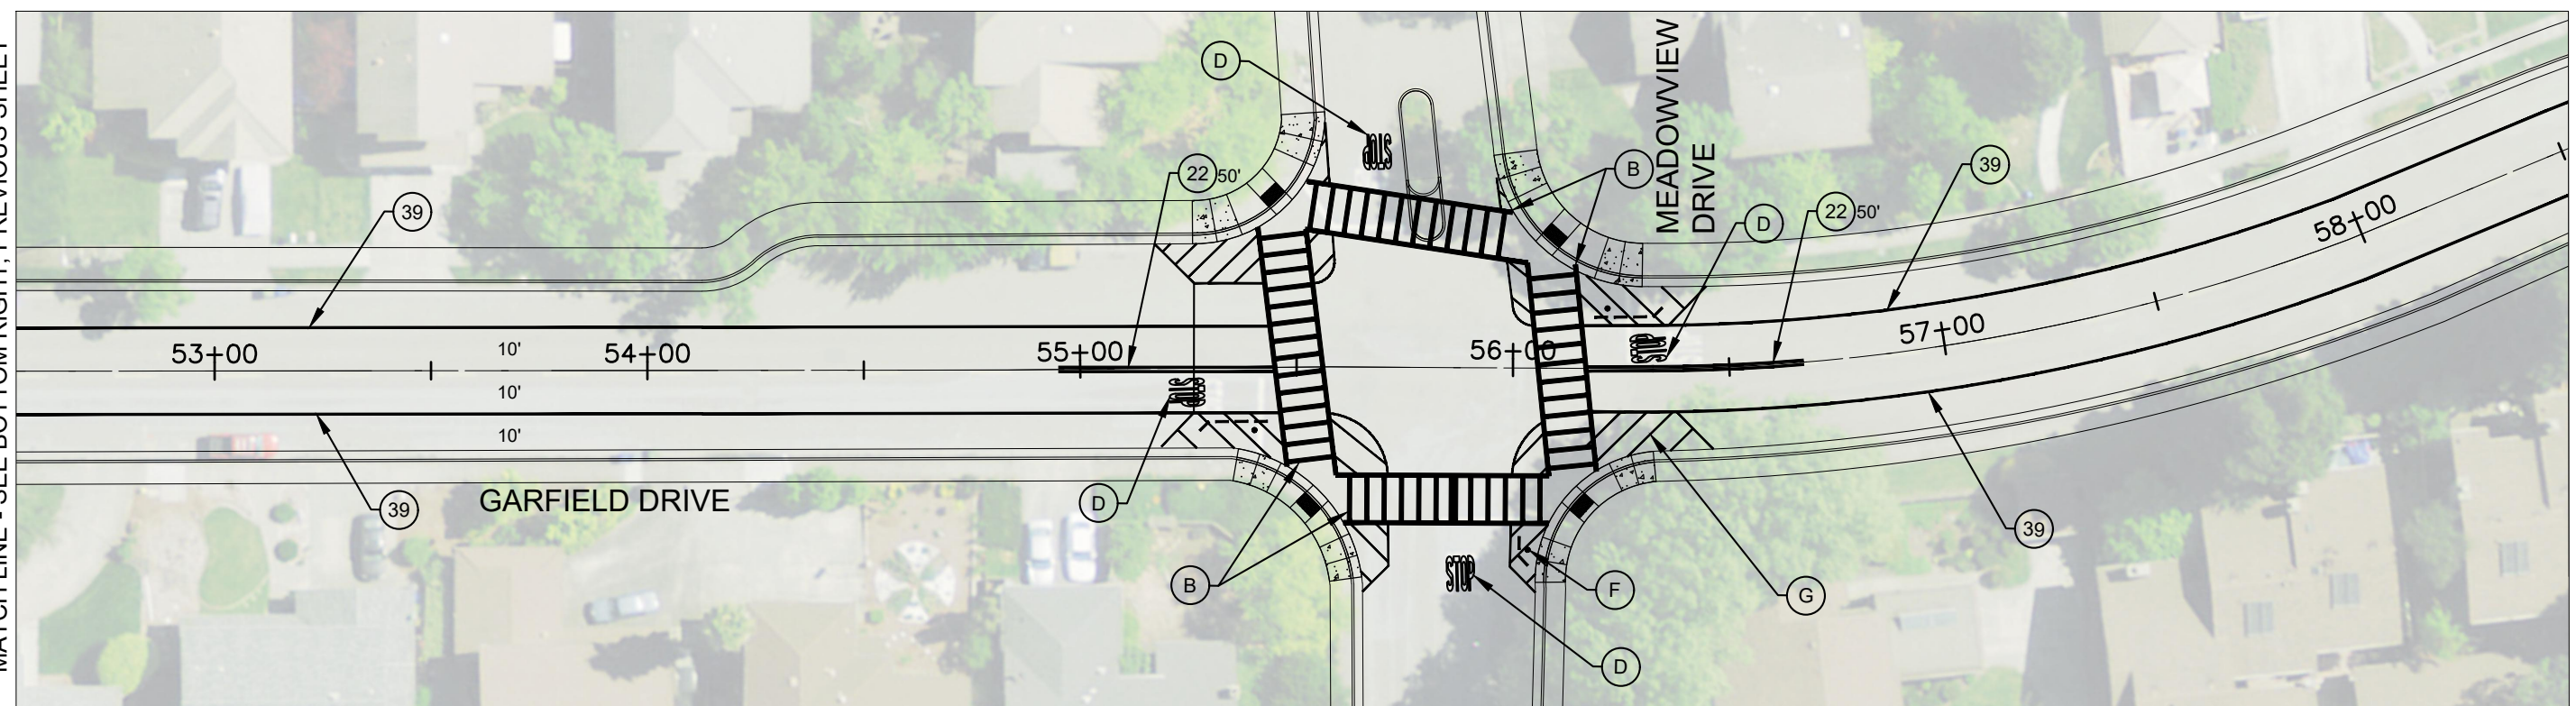 MATCH LINE - SEE BOTTOM RIGHT, PREVIOUS SHEET
D
MEADOWVIEW
DRIVE
STOP
B
39
22 50'
39
D
22 50'
58+00
57+00
53+00
10'
54+00
55+00
56+00
STOP
10'
STOP
10'
GARFIELD DRIVE
39
D
39
STOP
B
F
G
D